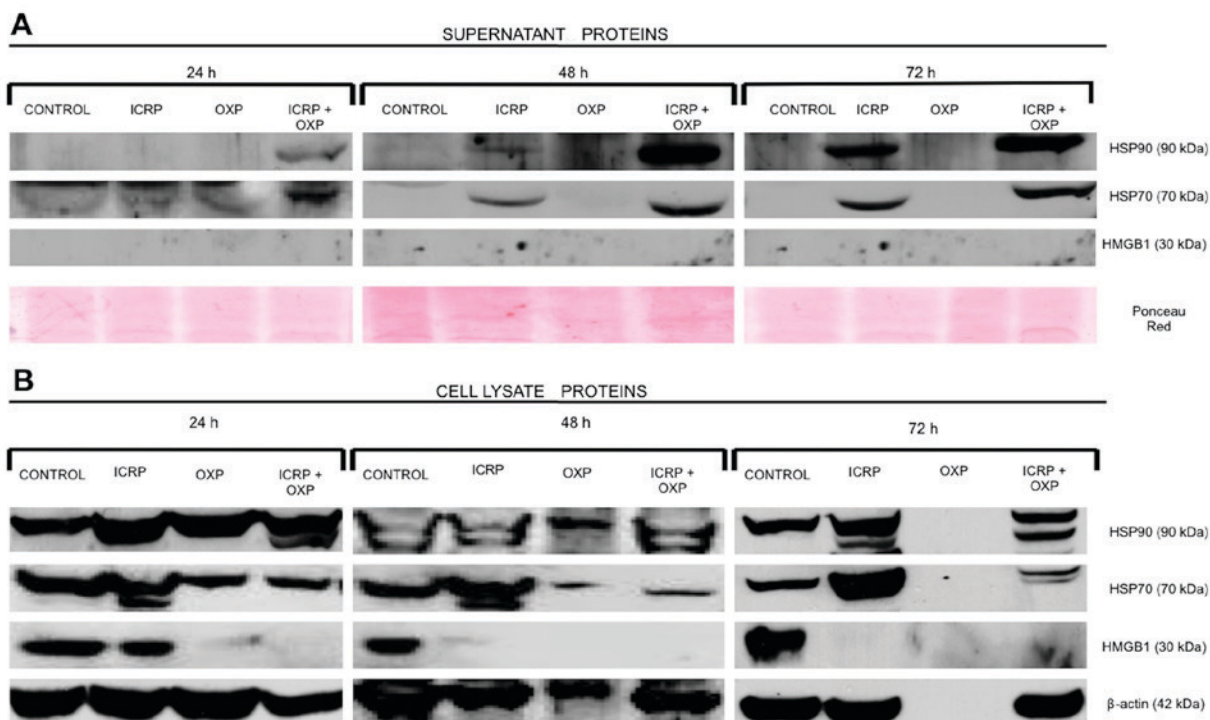 A
SUPERNATANT PROTEINS
24 h 48 h 72 h
CONTROL ICRP OXP ICRP + OXP CONTROL ICRP OXP ICRP + OXP CONTROL ICRP OXP ICRP + OXP
HSP90 (90 kDa)
HSP70 (70 kDa)
HMGB1 (30 kDa)
Ponceau
Red
B
CELL LYSATE PROTEINS
24 h 48 h 72 h
CONTROL ICRP OXP ICRP + OXP CONTROL ICRP OXP ICRP + OXP CONTROL ICRP OXP ICRP + OXP
HSP90 (90 kDa)
HSP70 (70 kDa)
HMGB1 (30 kDa)
β-actin (42 kDa)